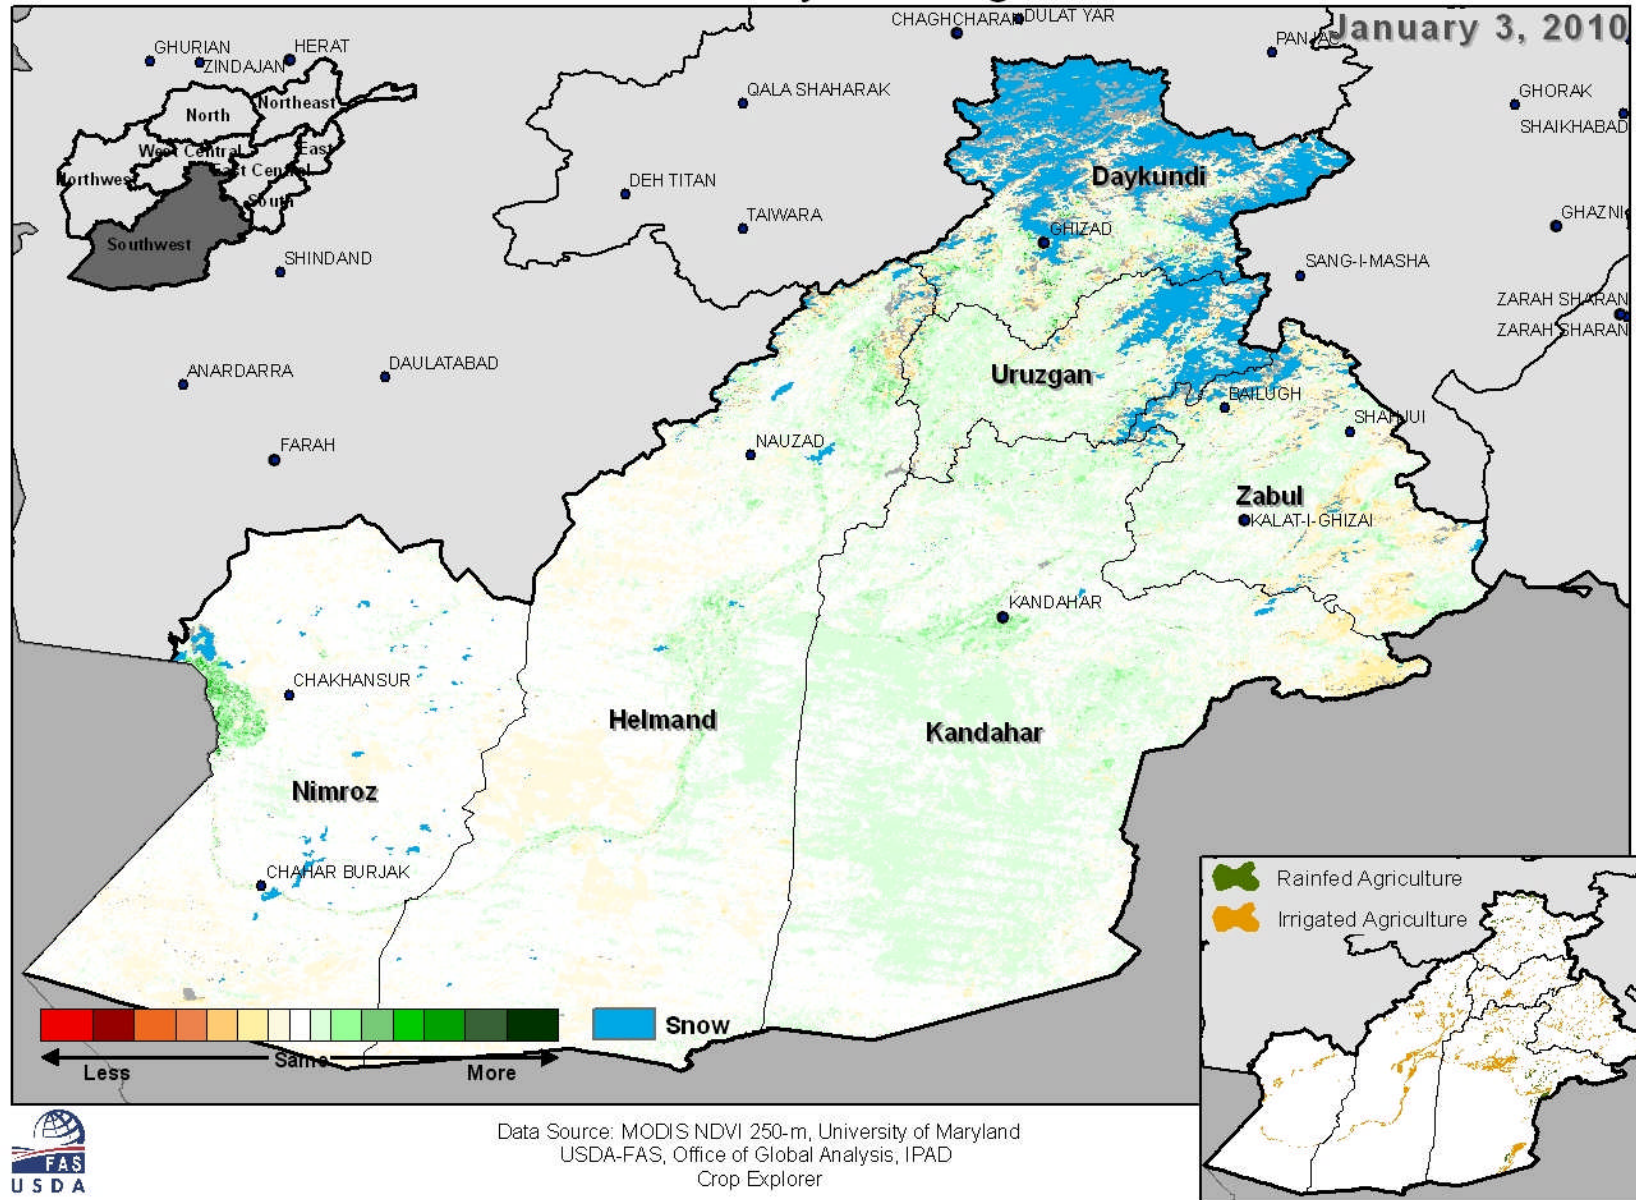 January 3, 2010
CHAGHCHARAN
DULAT YAR
GHURIAN
HERAT
ZINDAJAN
QALA SHAHARAK
GHORAK
SHAIKHABAD
North
Northeast
West Central
East
East Central
Northwest
South
Southwest
DEH TITAN
TAIWARA
Daykundi
GHIZAD
GHAZNI
SHINDAND
SANG-I-MASHA
ZARAH SHARAN
ZARAH SHARAN
ANARDARRA
DAULATABAD
Uruzgan
BAILUGH
SHAHJUI
FARAH
NAUZAD
Zabul
KALAT-I-GHIZAI
KANDAHAR
CHAKHANSUR
Helmand
Kandahar
Nimroz
CHAHAR BURJAK
Rainfed Agriculture
Irrigated Agriculture
Snow
Same
Less
More
Data Source: MODIS NDVI 250-m, University of Maryland
USDA-FAS, Office of Global Analysis, IPAD
Crop Explorer
FAS
USDA